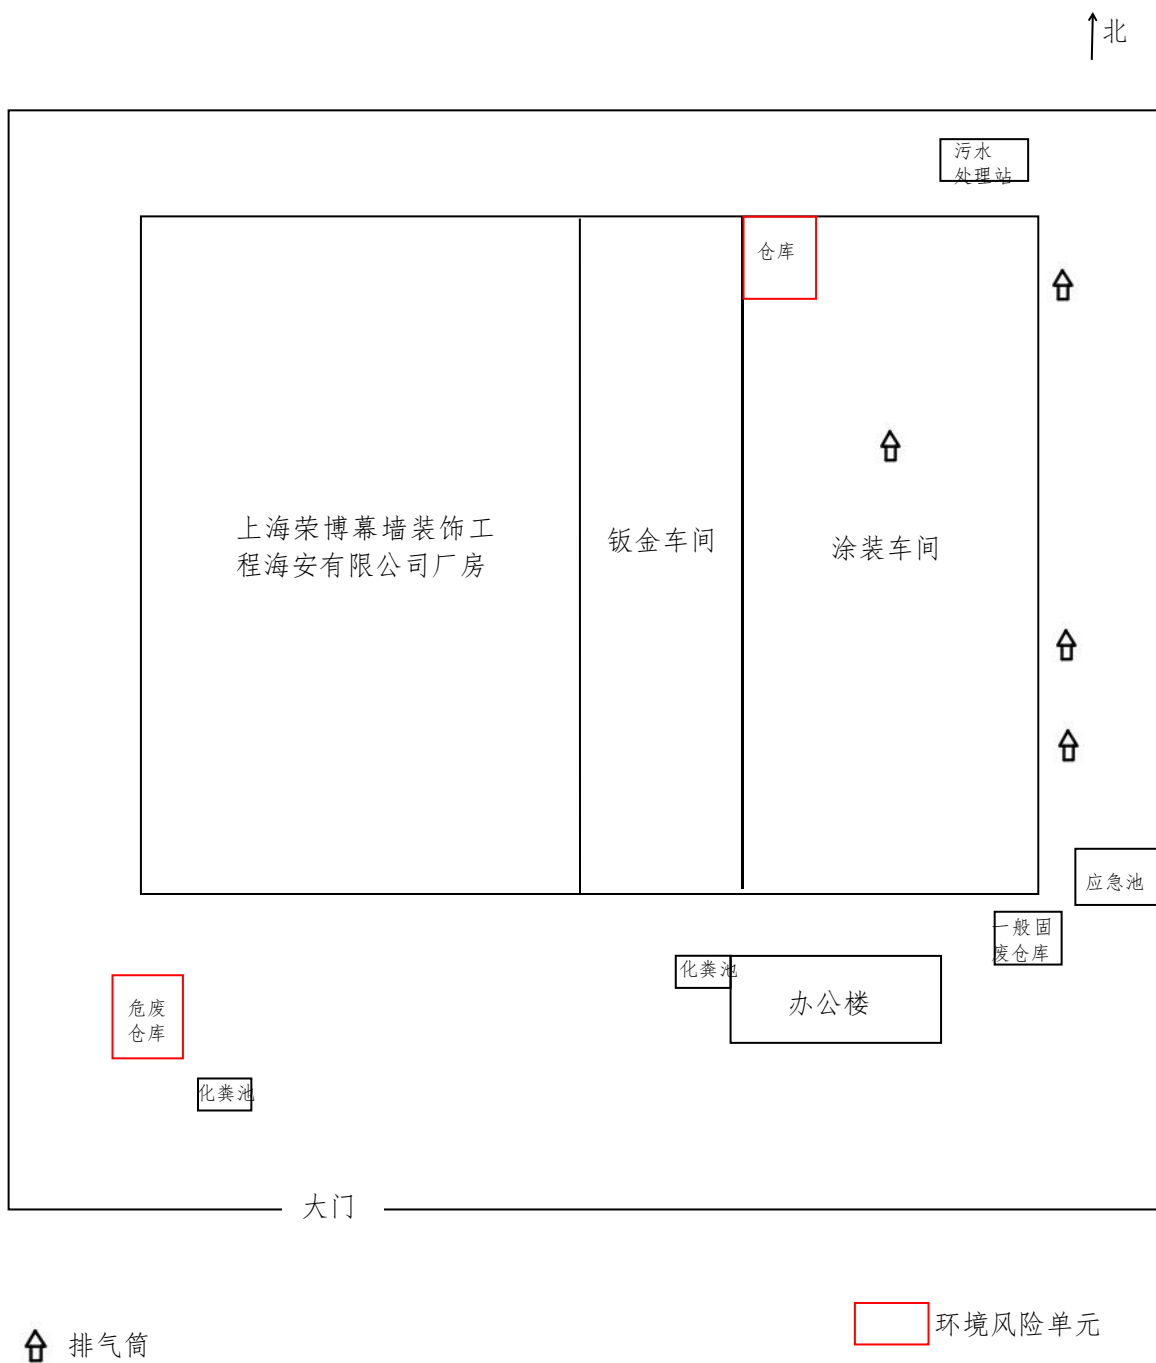 北
污水
处理站
仓库
上海荣博幕墙装饰工
程海安有限公司厂房
钣金车间
涂装车间
应急池
一般固
废仓库
化粪池
办公楼
危废
仓库
化粪池
大门
环境风险单元
排气筒